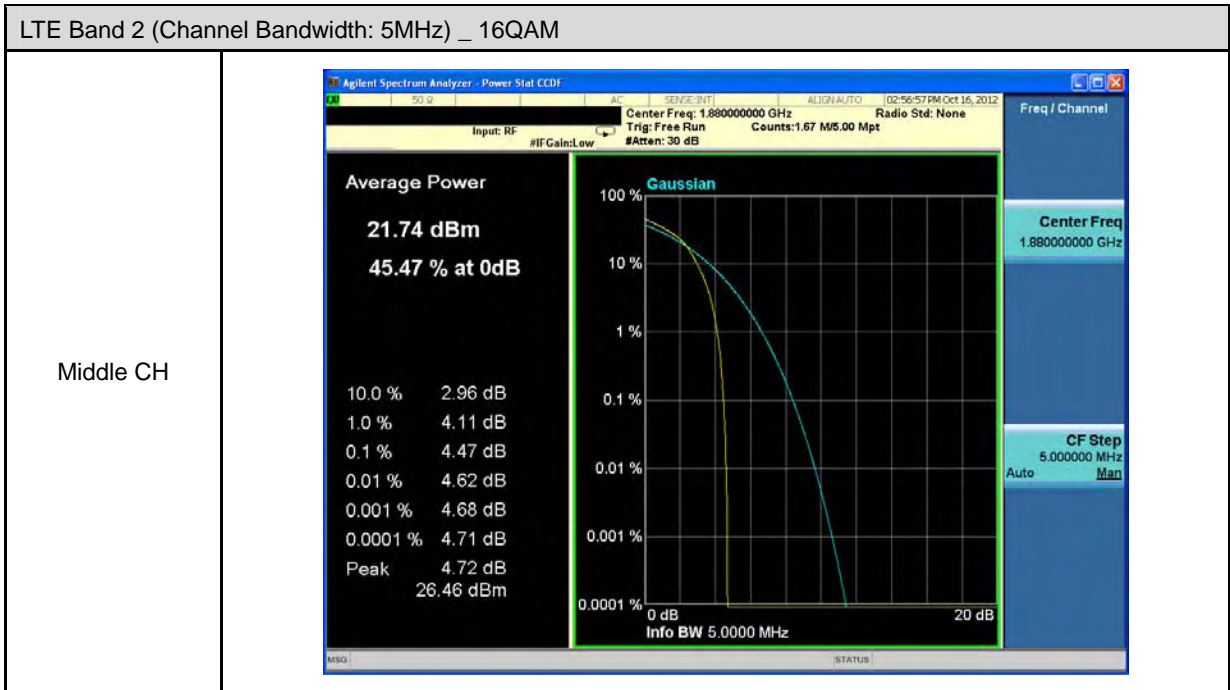 LTE Band 2 (Channel Bandwidth: 5MHz) _ 16QAM
Middle CH
Agilent Spectrum Analyzer - Power Stat CCDF
50 Ω AC SENSE:INT ALIGN AUTO 02:56:57 PM Oct 16, 2012
Center Freq: 1.880000000 GHz Radio Std: None
Input: RF Trig: Free Run Counts:1.67 M/5.00 Mpt
#IFGain:Low #Atten: 30 dB
Average Power
21.74 dBm
45.47 % at 0dB
10.0 % 2.96 dB
1.0 % 4.11 dB
0.1 % 4.47 dB
0.01 % 4.62 dB
0.001 % 4.68 dB
0.0001 % 4.71 dB
Peak 4.72 dB
26.46 dBm
Gaussian
100 %
10 %
1 %
0.1 %
0.01 %
0.001 %
0.0001 %
0 dB 20 dB
Info BW 5.0000 MHz
Freq / Channel
Center Freq
1.880000000 GHz
CF Step
5.000000 MHz
Auto Man
MSG STATUS